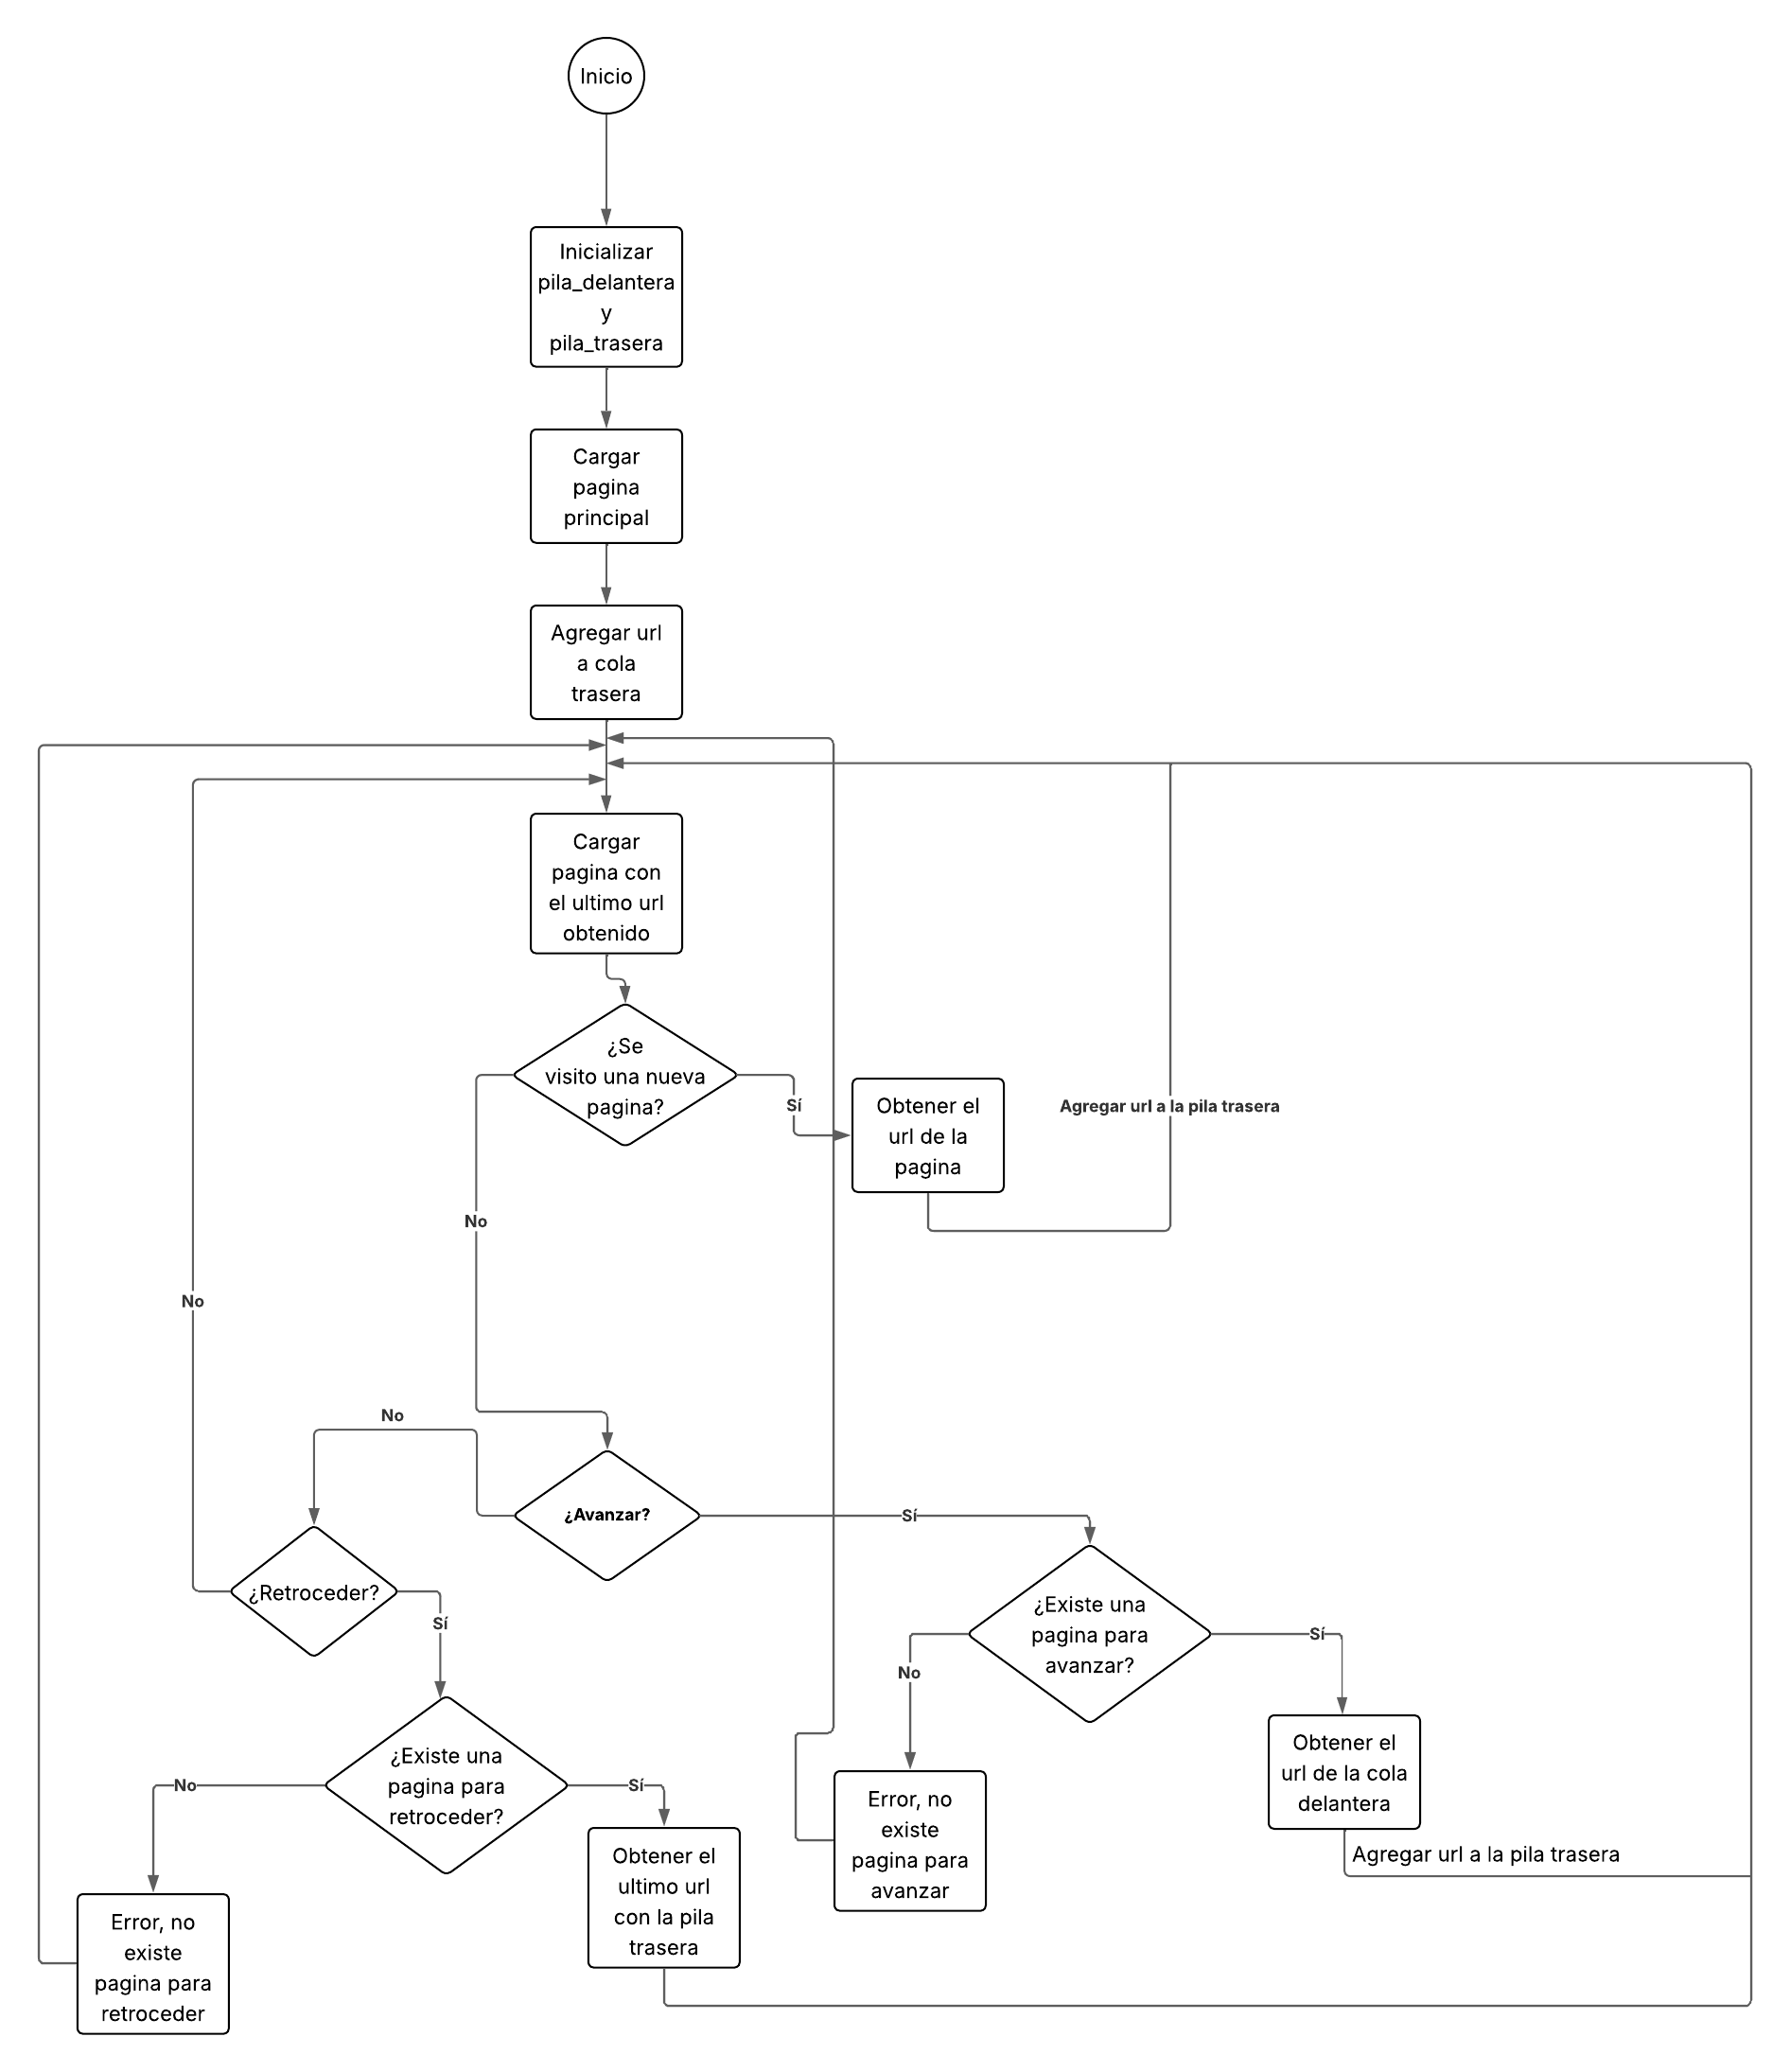 Inicio
Inicializar
pila_delantera
y
pila_trasera
Cargar
pagina
principal
Agregar url
a cola
trasera
Cargar
pagina con
el ultimo url
obtenido
¿Se
visito una nueva
pagina?
Sí
Obtener el
url de la
pagina
Agregar url a la pila trasera
No
No
No
¿Avanzar?
Sí
¿Retroceder?
Sí
¿Existe una
pagina para
avanzar?
No
Sí
Obtener el
url de la cola
delantera
Agregar url a la pila trasera
Error, no
existe
pagina para
avanzar
¿Existe una
pagina para
retroceder?
No
Sí
Obtener el
ultimo url
con la pila
trasera
Error, no
existe
pagina para
retroceder